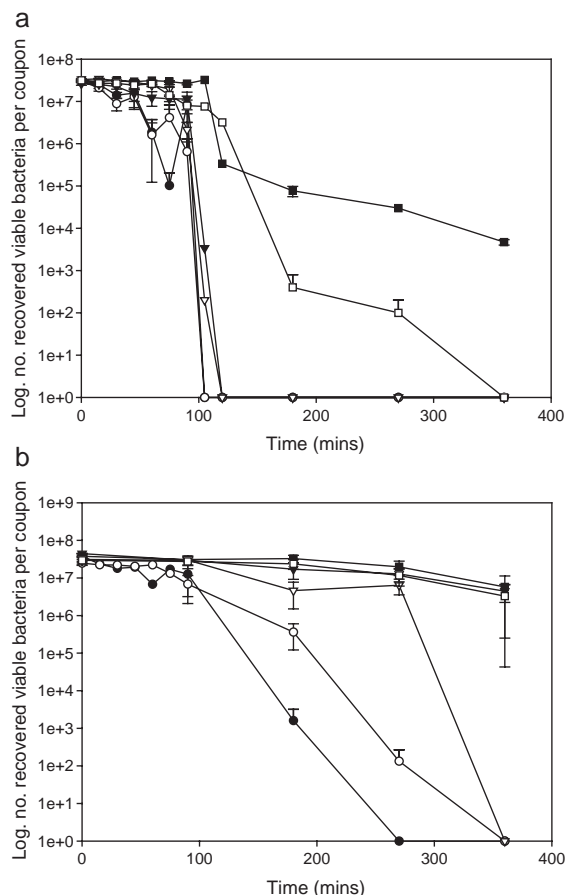 a
Log. no. recovered viable bacteria per coupon
1e+8
1e+7
1e+6
1e+5
1e+4
1e+3
1e+2
1e+1
1e+0
0
100
200
300
400
Time (mins)
b
Log. no. recovered viable bacteria per coupon
1e+9
1e+8
1e+7
1e+6
1e+5
1e+4
1e+3
1e+2
1e+1
1e+0
0
100
200
300
400
Time (mins)